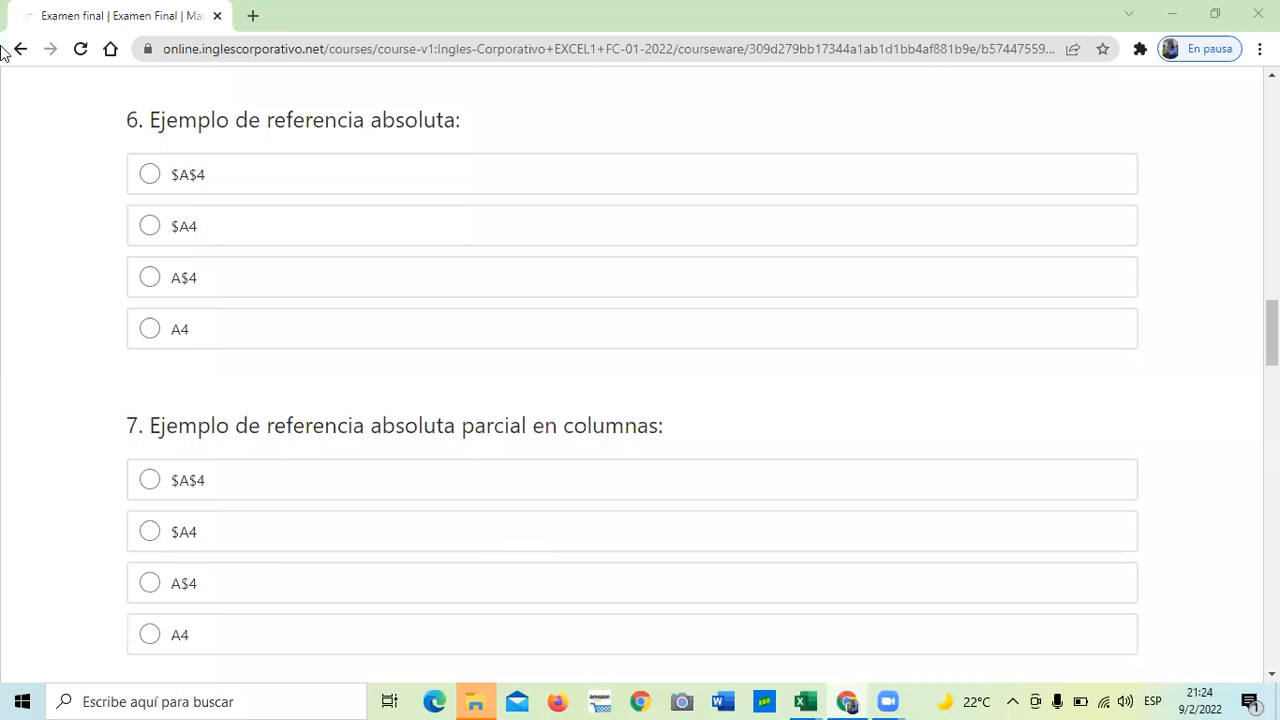 Examen final | Examen Final | Ma
online.inglescorporativo.net/courses/course-v1:Ingles-Corporativo+EXCEL1+FC-01-2022/courseware/309d279bb17344a1ab1d1bb4af881b9e/b57447559...
En pausa
6. Ejemplo de referencia absoluta:
$A$4
$A4
A$4
A4
7. Ejemplo de referencia absoluta parcial en columnas:
$A$4
$A4
A$4
A4
Escribe aquí para buscar
amazon
22°C
ESP
21:24
9/2/2022
1